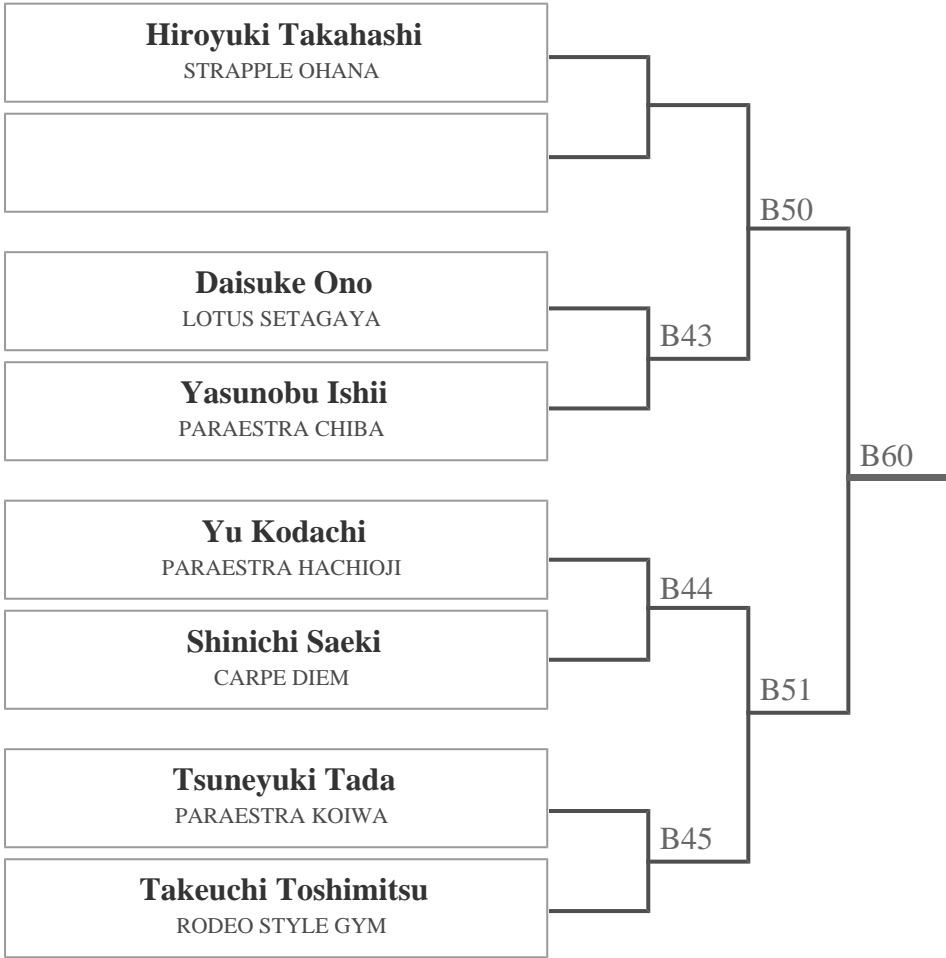 Hiroyuki Takahashi
STRAPPLE OHANA
B50
Daisuke Ono
LOTUS SETAGAYA
B43
Yasunobu Ishii
PARAESTRA CHIBA
B60
Yu Kodachi
PARAESTRA HACHIOJI
B44
Shinichi Saeki
CARPE DIEM
B51
Tsuneyuki Tada
PARAESTRA KOIWA
B45
Takeuchi Toshimitsu
RODEO STYLE GYM